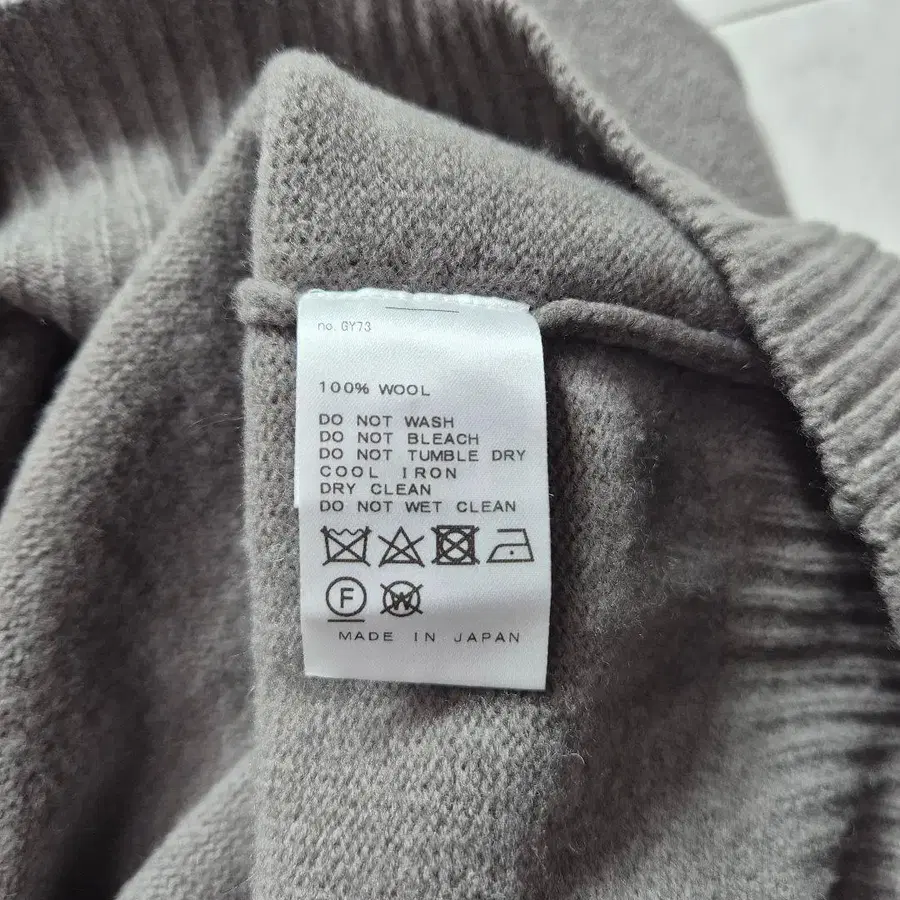 no. GY73
100% WOOL
DO NOT WASH
DO NOT BLEACH
DO NOT TUMBLE DRY
COOL IRON
DRY CLEAN
DO NOT WET CLEAN
F W
MADE IN JAPAN